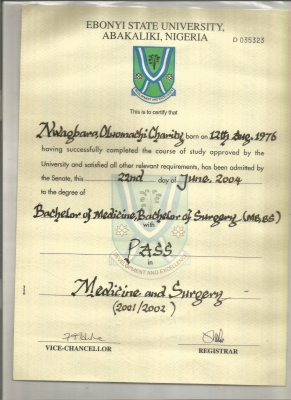 EBONYI STATE UNIVERSITY,
ABAKALIKI, NIGERIA
D 035323
This is to certify that
Nwagbara, Oluomachi Charity born on 12th Aug, 1976
having successfully completed the course of study approved by the
University and satisfied all other relevant requirements, has been admitted by
the Senate, this 22nd day of June, 2004
to the degree of
Bachelor of Medicine, Bachelor of Surgery (MB,BS)
with
PASS
in
DEVELOPMENT AND EXCELLENCE
Medicine and Surgery
(2001/2002)
VICE-CHANCELLOR
REGISTRAR